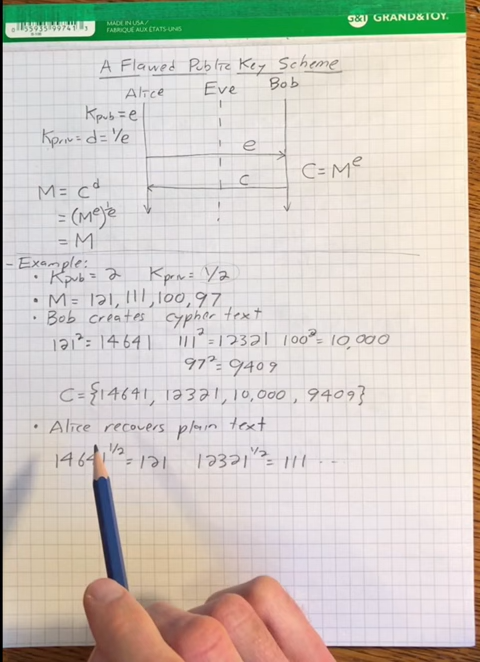 MADE IN USA./
FABRIQUÉ AUX ÉTATS-UNIS
G&T GRAND&TOY.
A Flawed Public Key Scheme
Alice Eve Bob
Kpub = e
Kpriv = d = 1/e
e
C = M^e
c
M = C^d
= (M^e)^1/e
= M
- Example:
• Kpub = 2 Kpriv = 1/2
• M = 121, 111, 100, 97
• Bob creates cypher text
121² = 14641 111² = 12321 100² = 10,000
97² = 9409
C = {14641, 12321, 10,000, 9409}
• Alice recovers plain text
14641^1/2 = 121 12321^1/2 = 111 ...